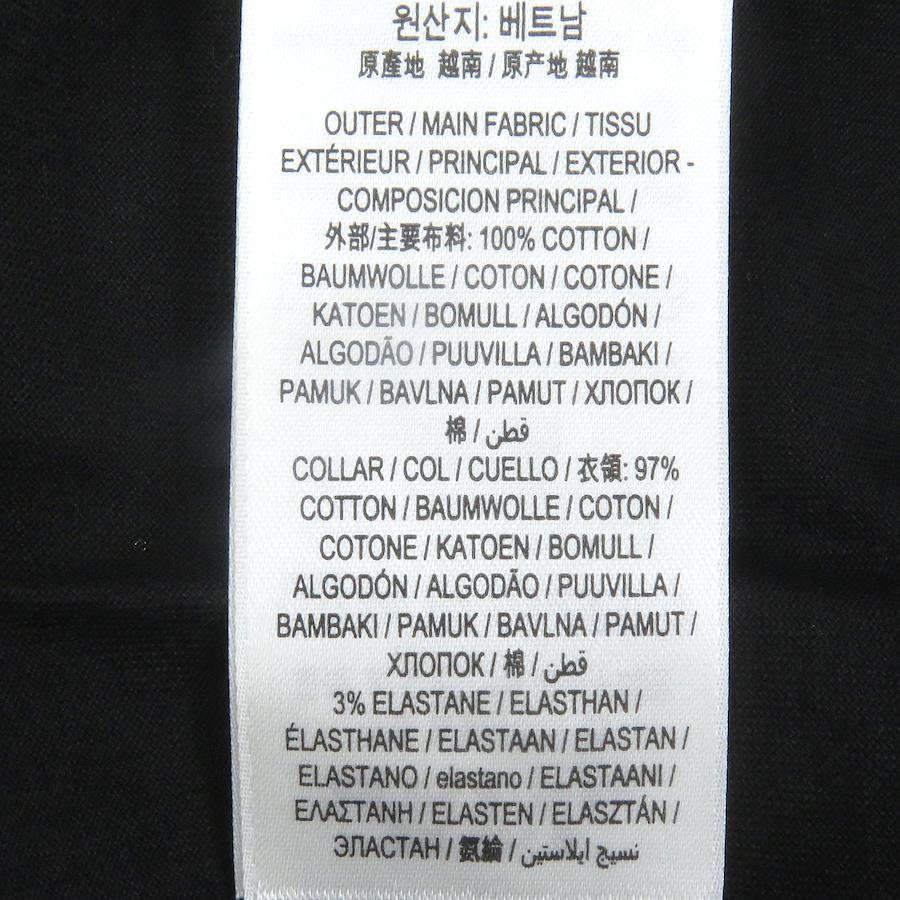 원산지: 베트남
原產地 越南 / 原产地 越南
OUTER / MAIN FABRIC / TISSU
EXTÉRIEUR / PRINCIPAL / EXTERIOR -
COMPOSICION PRINCIPAL /
外部/主要布料: 100% COTTON /
BAUMWOLLE / COTON / COTONE /
KATOEN / BOMULL / ALGODÓN /
ALGODÃO / PUUVILLA / BAMBAKI /
PAMUK / BAVLNA / PAMUT / ХЛОПОК /
棉 / قطن
COLLAR / COL / CUELLO / 衣領: 97%
COTTON / BAUMWOLLE / COTON /
COTONE / KATOEN / BOMULL /
ALGODÓN / ALGODÃO / PUUVILLA /
BAMBAKI / PAMUK / BAVLNA / PAMUT /
ХЛОПОК / 棉 / قطن
3% ELASTANE / ELASTHAN /
ÉLASTHANE / ELASTAAN / ELASTAN /
ELASTANO / elastano / ELASTAANI /
ΕΛΑΣΤΑΝΗ / ELASTEN / ELASZTÁN /
ЭЛАСТАН / 氨綸 / نسيج ايلاستين